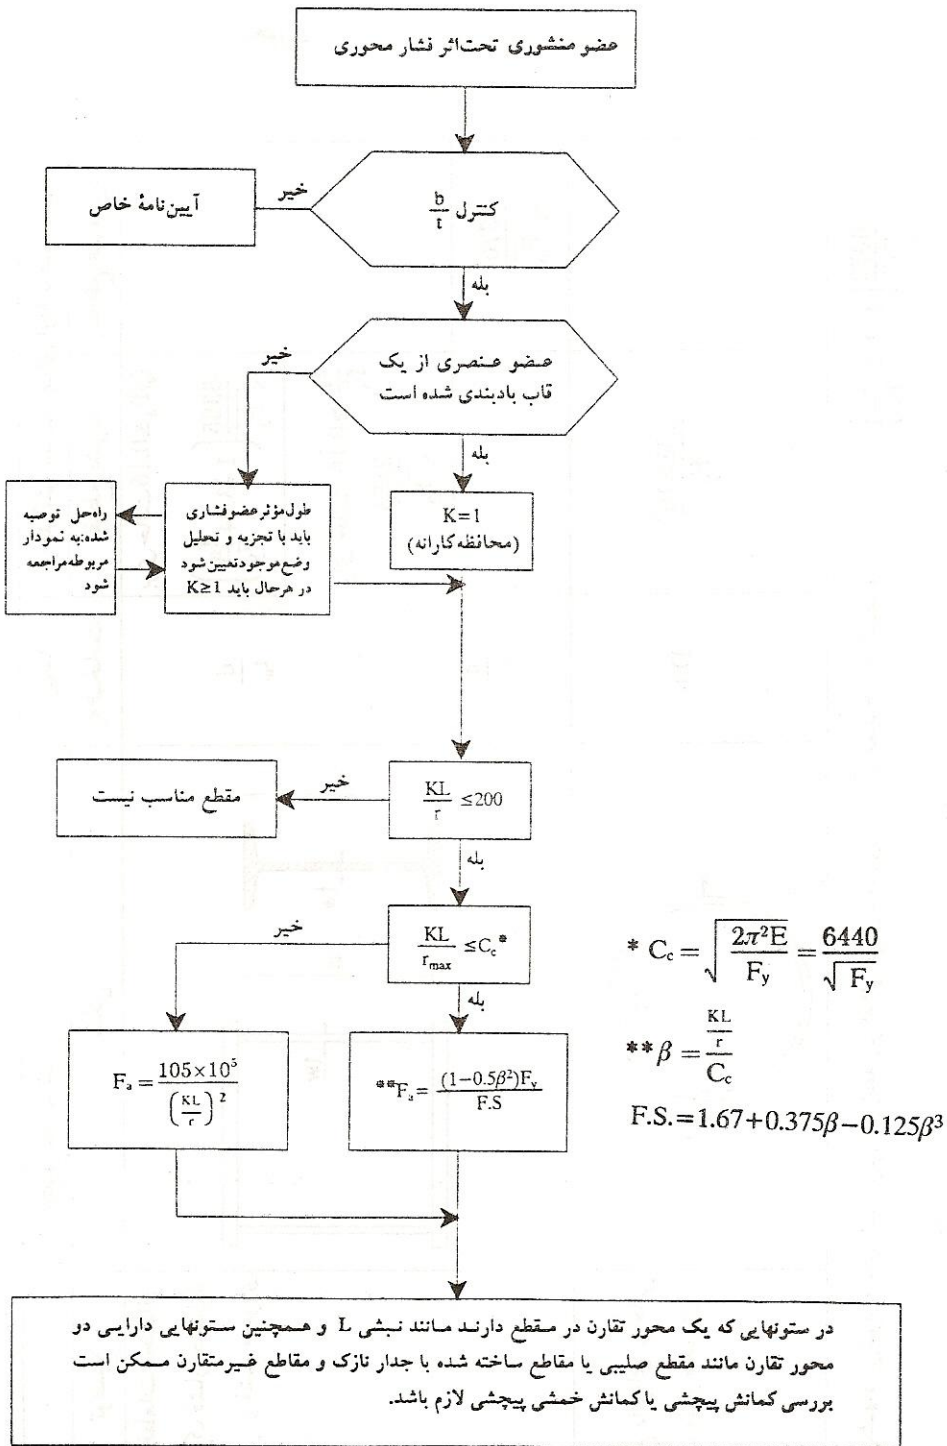 عضو منشوری تحت‌اثر فشار محوری
کنترل b/t
خیر
آیین‌نامهٔ خاص
بله
عضو عنصری از یک
قاب بادبندی شده است
خیر
بله
راه‌حل توصیه
شده:به نمودار
مربوطه‌مراجعه
شود
طول‌مؤثر عضو فشاری
باید با تجزیه و تحلیل
وضع‌موجود تعیین‌شود
در هرحال باید K≥1
K=1
(محافظه‌کارانه)
KL/r ≤200
خیر
مقطع مناسب نیست
بله
KL/r_max ≤C_c*
خیر
بله
F_a = 105×10^5 / (KL/r)^2
**F_a = (1−0.5β²)F_y / F.S
* C_c = √(2π²E / F_y) = 6440 / √F_y
** β = (KL/r) / C_c
F.S.=1.67+0.375β−0.125β³
در ستونهایی که یک محور تقارن در مقطع دارند مانند نبشی L و همچنین ستونهایی دارایی دو
محور تقارن مانند مقطع صلیبی یا مقاطع ساخته شده با جدار نازک و مقاطع غیرمتقارن ممکن است
بررسی کمانش پیچشی یا کمانش خمشی پیچشی لازم باشد.